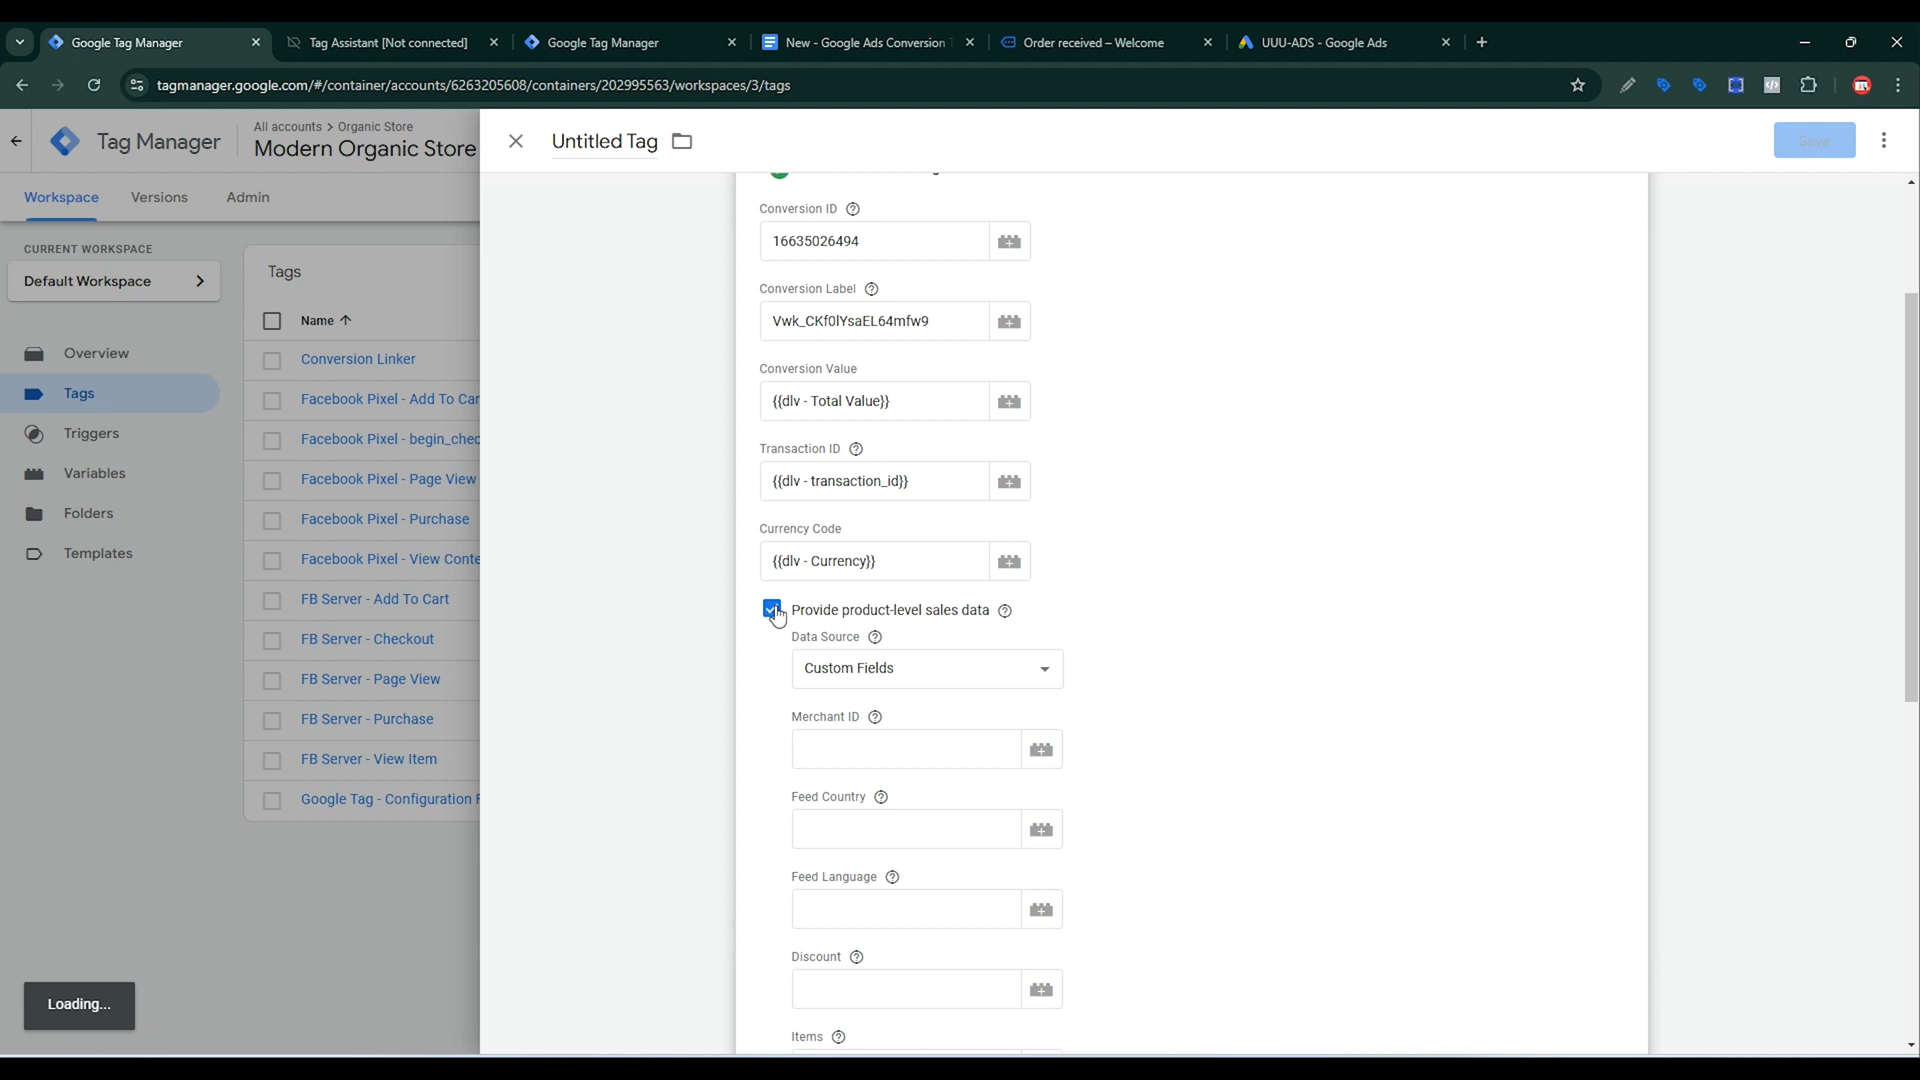 Google Tag Manager
Tag Assistant [Not connected]
Google Tag Manager
New - Google Ads Conversion
Order received – Welcome
UUU-ADS - Google Ads
tagmanager.google.com/#/container/accounts/6263205608/containers/202995563/workspaces/3/tags
Tag Manager
All accounts > Organic Store
Modern Organic Store
Untitled Tag
Save
Workspace
Versions
Admin
CURRENT WORKSPACE
Default Workspace
Overview
Tags
Triggers
Variables
Folders
Templates
Loading...
Tags
Name
Conversion Linker
Facebook Pixel - Add To Car
Facebook Pixel - begin_chec
Facebook Pixel - Page View
Facebook Pixel - Purchase
Facebook Pixel - View Conte
FB Server - Add To Cart
FB Server - Checkout
FB Server - Page View
FB Server - Purchase
FB Server - View Item
Google Tag - Configuration
Conversion ID
16635026494
Conversion Label
Vwk_CKf0lYsaEL64mfw9
Conversion Value
{{dlv - Total Value}}
Transaction ID
{{dlv - transaction_id}}
Currency Code
{{dlv - Currency}}
Provide product-level sales data
Data Source
Custom Fields
Merchant ID
Feed Country
Feed Language
Discount
Items